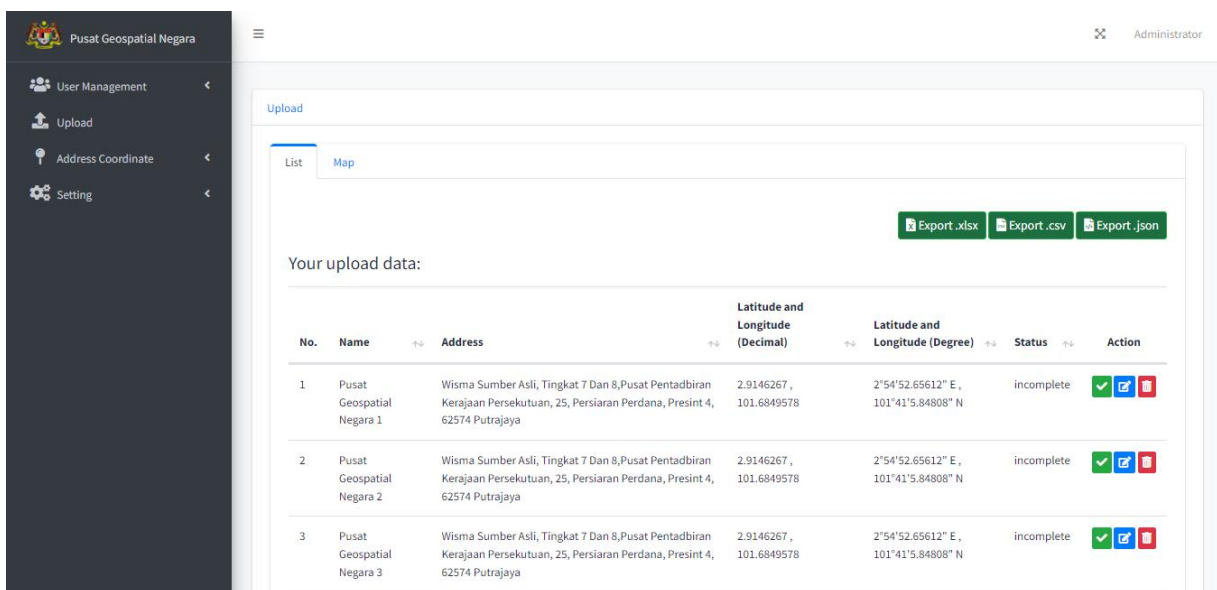 Pusat Geospatial Negara
Administrator
User Management
Upload
Address Coordinate
Setting
Upload
List
Map
Export .xlsx
Export .csv
Export .json
Your upload data:
No.
Name
Address
Latitude and
Longitude
(Decimal)
Latitude and
Longitude (Degree)
Status
Action
1
Pusat
Geospatial
Negara 1
Wisma Sumber Asli, Tingkat 7 Dan 8,Pusat Pentadbiran
Kerajaan Persekutuan, 25, Persiaran Perdana, Presint 4,
62574 Putrajaya
2.9146267 ,
101.6849578
2°54'52.65612" E ,
101°41'5.84808" N
incomplete
2
Pusat
Geospatial
Negara 2
Wisma Sumber Asli, Tingkat 7 Dan 8,Pusat Pentadbiran
Kerajaan Persekutuan, 25, Persiaran Perdana, Presint 4,
62574 Putrajaya
2.9146267 ,
101.6849578
2°54'52.65612" E ,
101°41'5.84808" N
incomplete
3
Pusat
Geospatial
Negara 3
Wisma Sumber Asli, Tingkat 7 Dan 8,Pusat Pentadbiran
Kerajaan Persekutuan, 25, Persiaran Perdana, Presint 4,
62574 Putrajaya
2.9146267 ,
101.6849578
2°54'52.65612" E ,
101°41'5.84808" N
incomplete